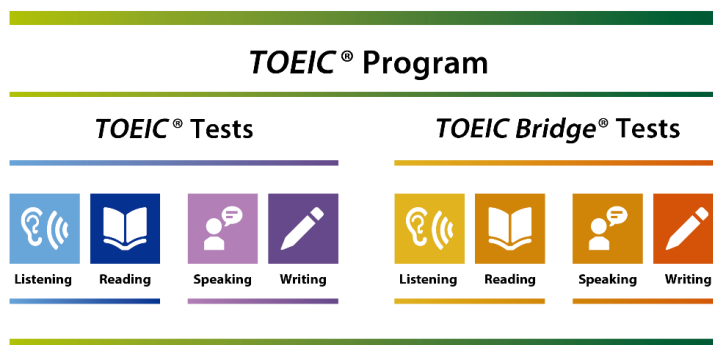 TOEIC® Program
TOEIC® Tests
Listening Reading Speaking Writing
TOEIC Bridge® Tests
Listening Reading Speaking Writing